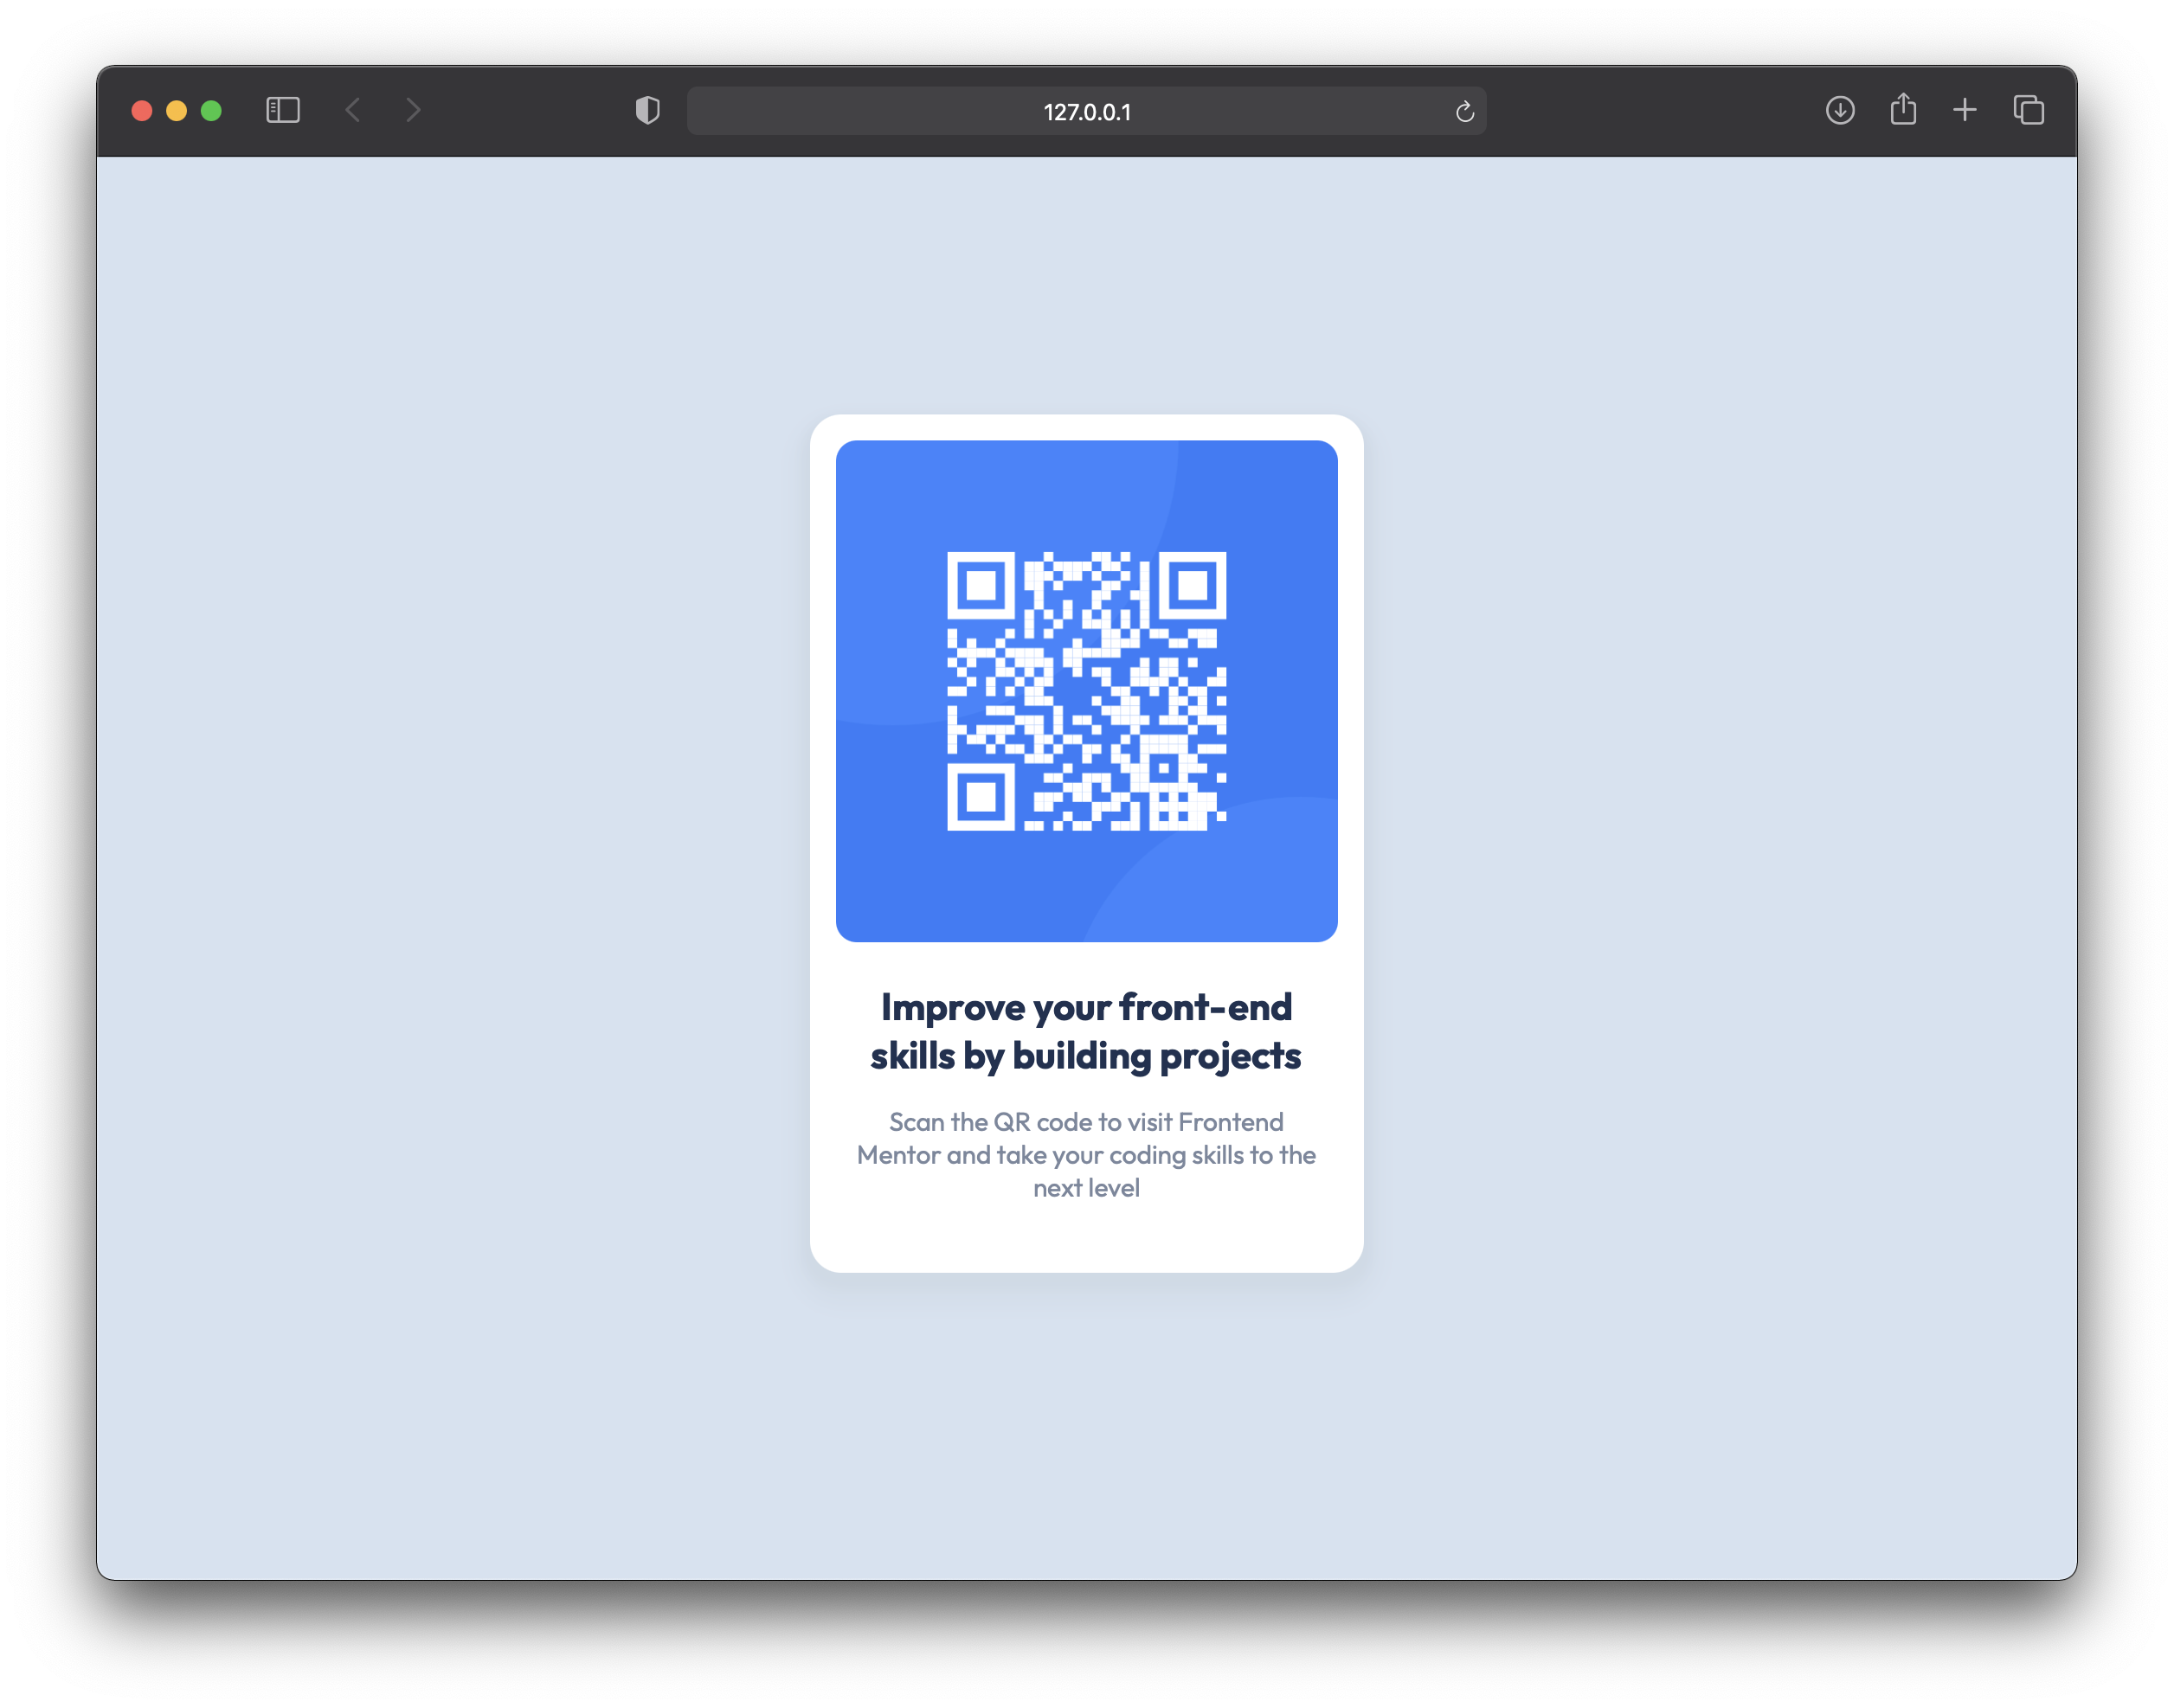 127.0.0.1
Improve your front-end
skills by building projects
Scan the QR code to visit Frontend
Mentor and take your coding skills to the
next level